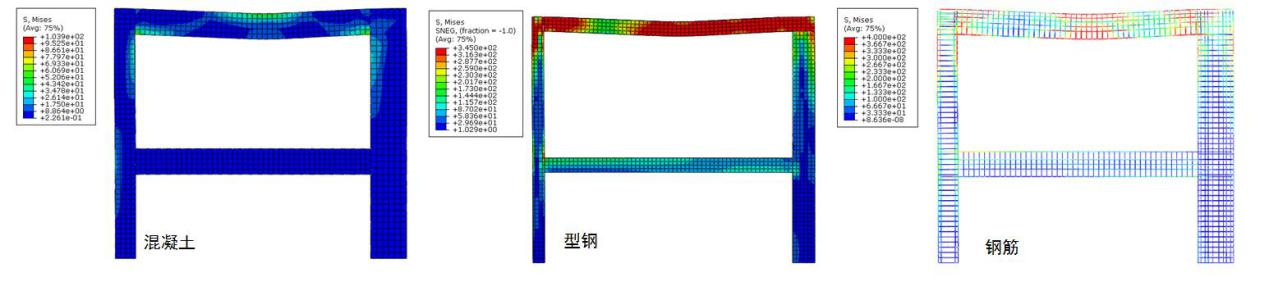 S, Mises
(Avg: 75%)
+1.039e+02
+9.525e+01
+8.661e+01
+7.797e+01
+6.933e+01
+6.069e+01
+5.206e+01
+4.342e+01
+3.478e+01
+2.614e+01
+1.750e+01
+8.864e+00
+2.261e-01
混凝土
S, Mises
SNEG, (fraction = -1.0)
(Avg: 75%)
+3.450e+02
+3.163e+02
+2.877e+02
+2.590e+02
+2.303e+02
+2.017e+02
+1.730e+02
+1.444e+02
+1.157e+02
+8.702e+01
+5.836e+01
+2.969e+01
+1.029e+00
型钢
S, Mises
(Avg: 75%)
+4.000e+02
+3.667e+02
+3.333e+02
+3.000e+02
+2.667e+02
+2.333e+02
+2.000e+02
+1.667e+02
+1.333e+02
+1.000e+02
+6.667e+01
+3.333e+01
+8.636e-08
钢筋